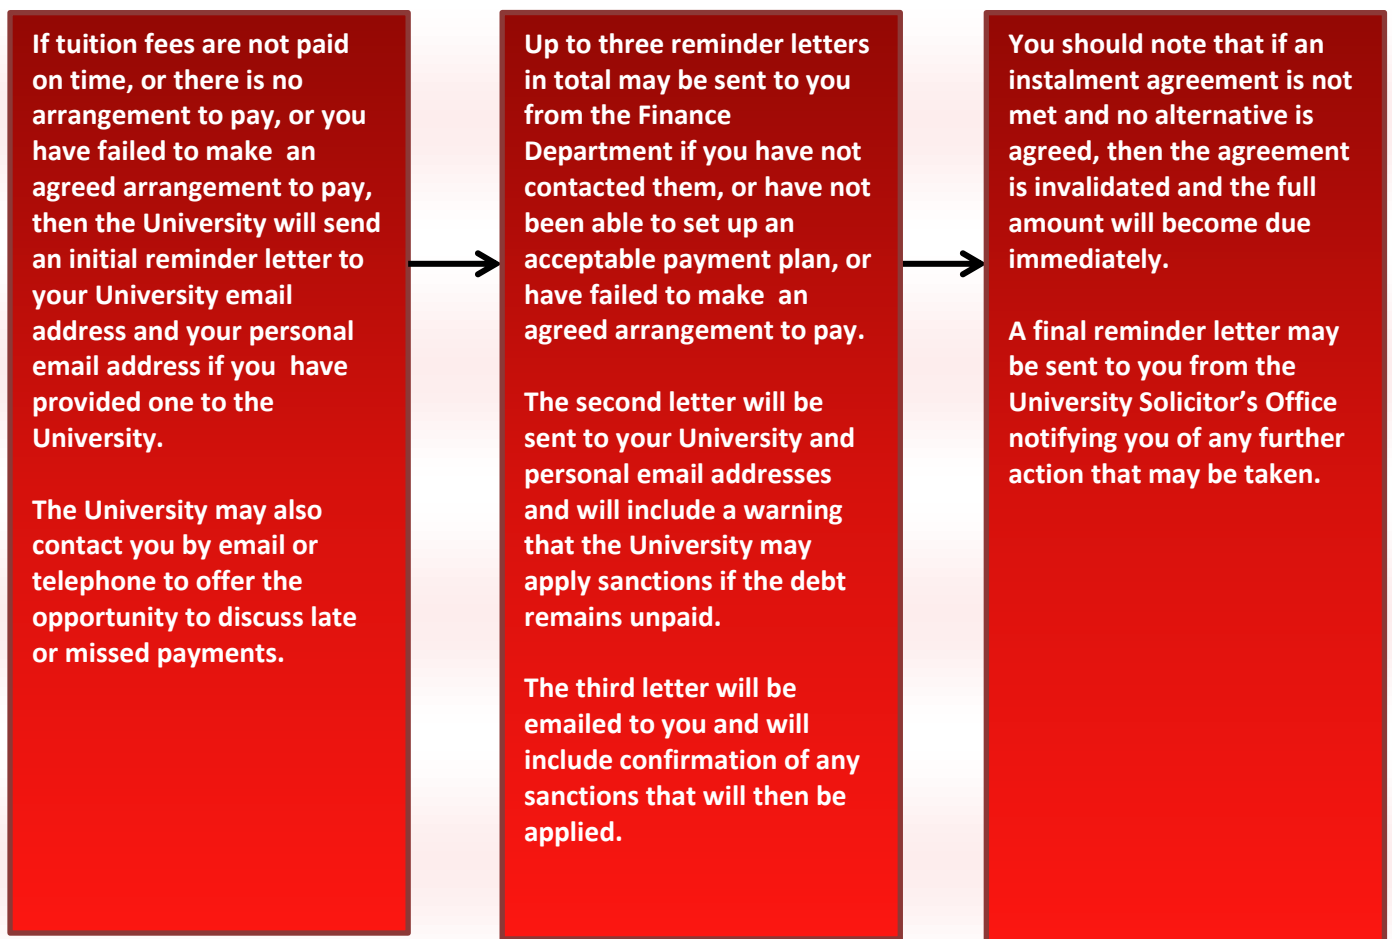 If tuition fees are not paid
on time, or there is no
arrangement to pay, or you
have failed to make  an
agreed arrangement to pay,
then the University will send
an initial reminder letter to
your University email
address and your personal
email address if you  have
provided one to the
University.
The University may also
contact you by email or
telephone to offer the
opportunity to discuss late
or missed payments.
Up to three reminder letters
in total may be sent to you
from the Finance
Department if you have not
contacted them, or have not
been able to set up an
acceptable payment plan, or
have failed to make  an
agreed arrangement to pay.
The second letter will be
sent to your University and
personal email addresses
and will include a warning
that the University may
apply sanctions if the debt
remains unpaid.
The third letter will be
emailed to you and will
include confirmation of any
sanctions that will then be
applied.
You should note that if an
instalment agreement is not
met and no alternative is
agreed, then the agreement
is invalidated and the full
amount will become due
immediately.
A final reminder letter may
be sent to you from the
University Solicitor’s Office
notifying you of any further
action that may be taken.